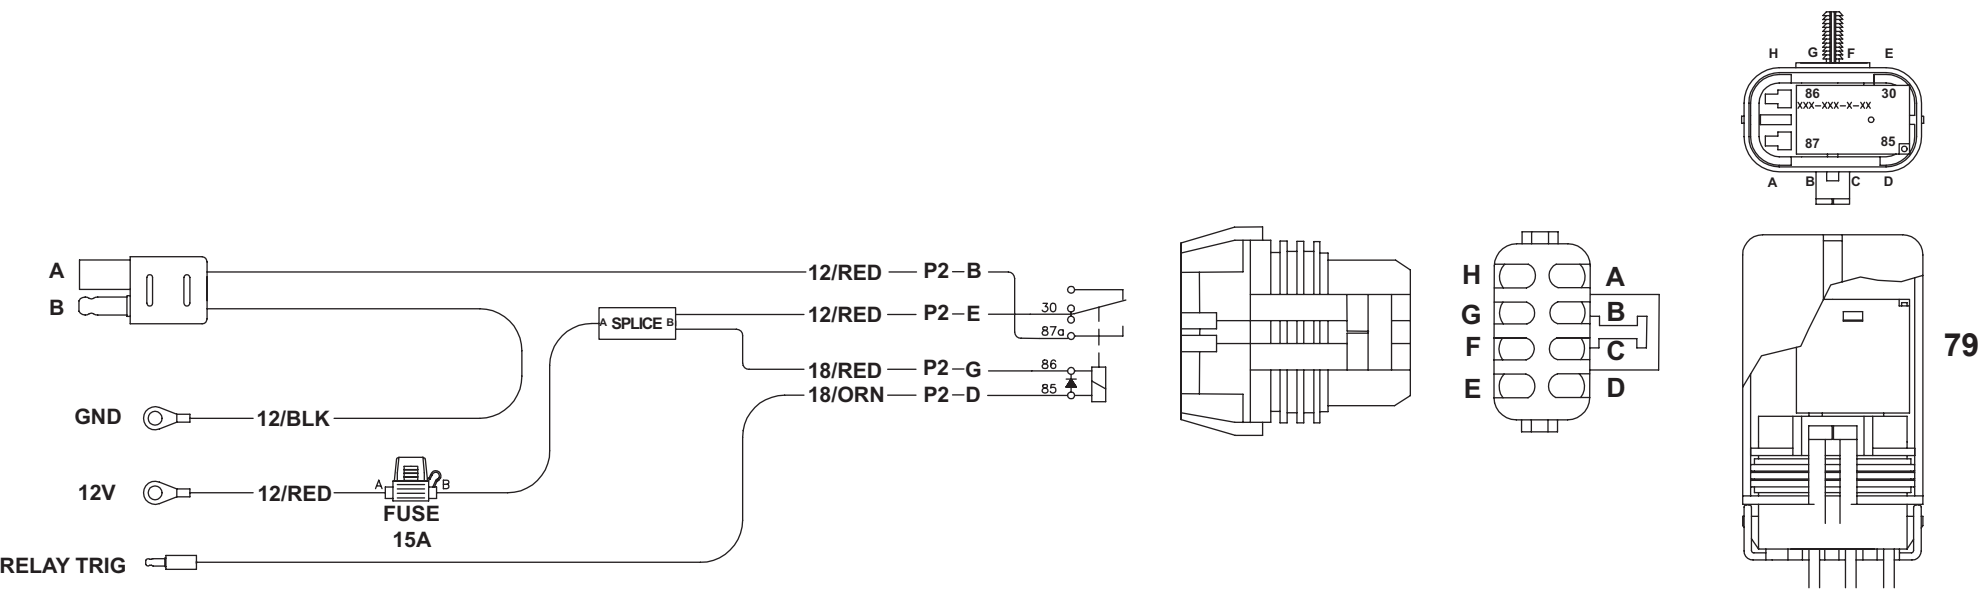 H G F E
86 30
XXX-XXX-X-XX
87 85
A B C D
A 12/RED P2-B
B
SPLICE A B
12/RED P2-E 30
87a
18/RED P2-G 86
18/ORN P2-D 85
GND 12/BLK
12V 12/RED A B
FUSE
15A
RELAY TRIG
H A
G B
F C
E D
79